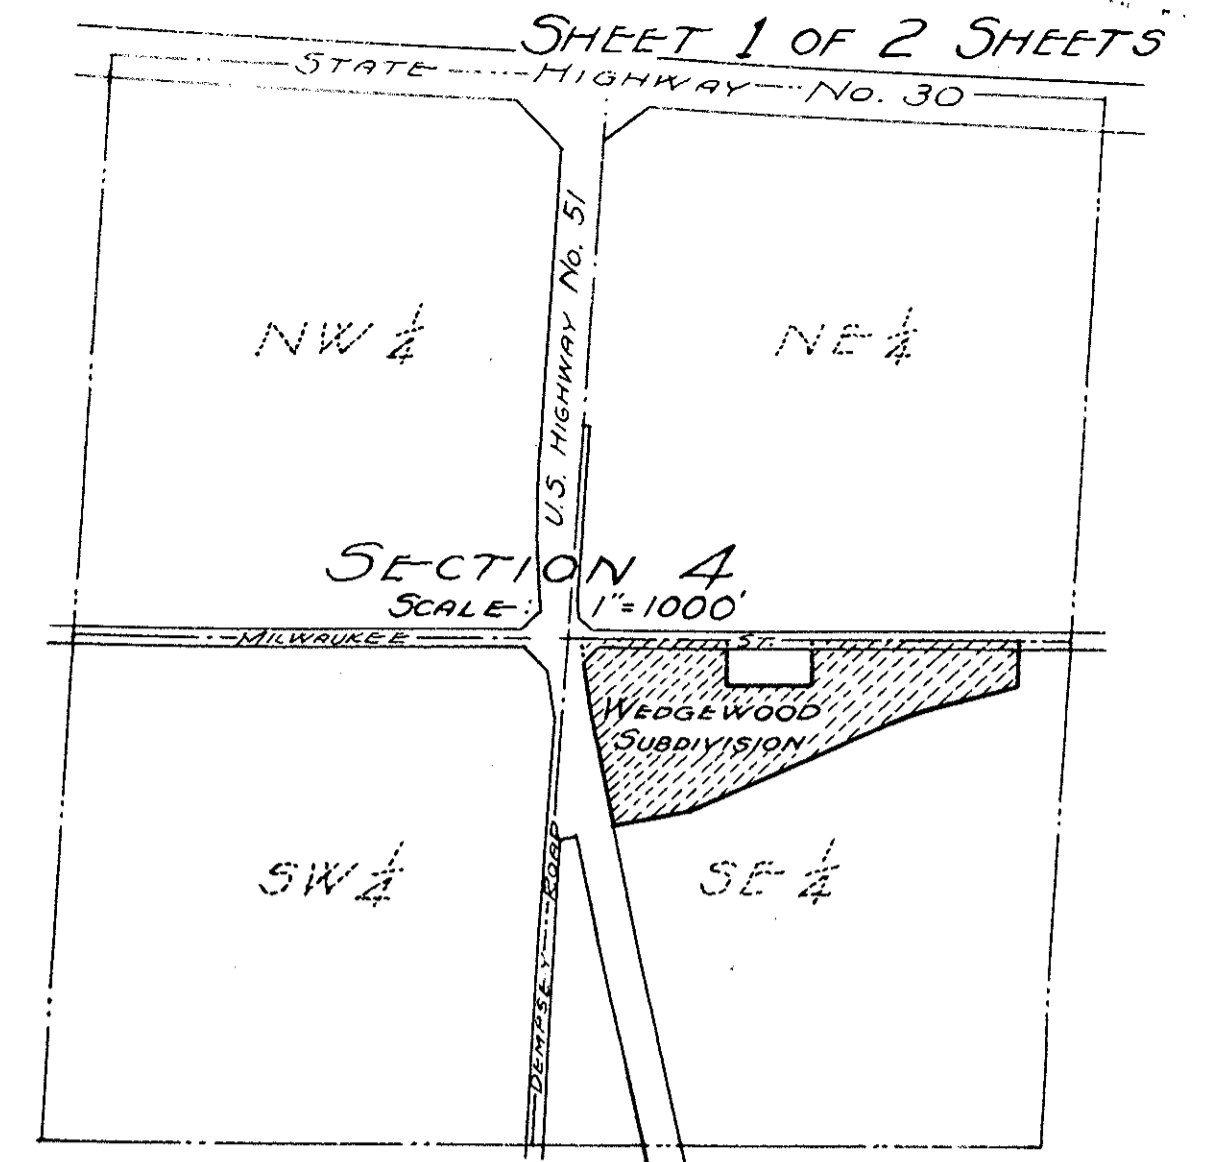 SHEET 1 OF 2 SHEETS
STATE HIGHWAY No. 30
U.S. HIGHWAY No. 51
NW 1/4
NE 1/4
SECTION 4
SCALE: 1"=1000'
MILWAUKEE ST.
WEDGEWOOD
SUBDIVISION
SW 1/4
SE 1/4
DEMPSEY ROAD